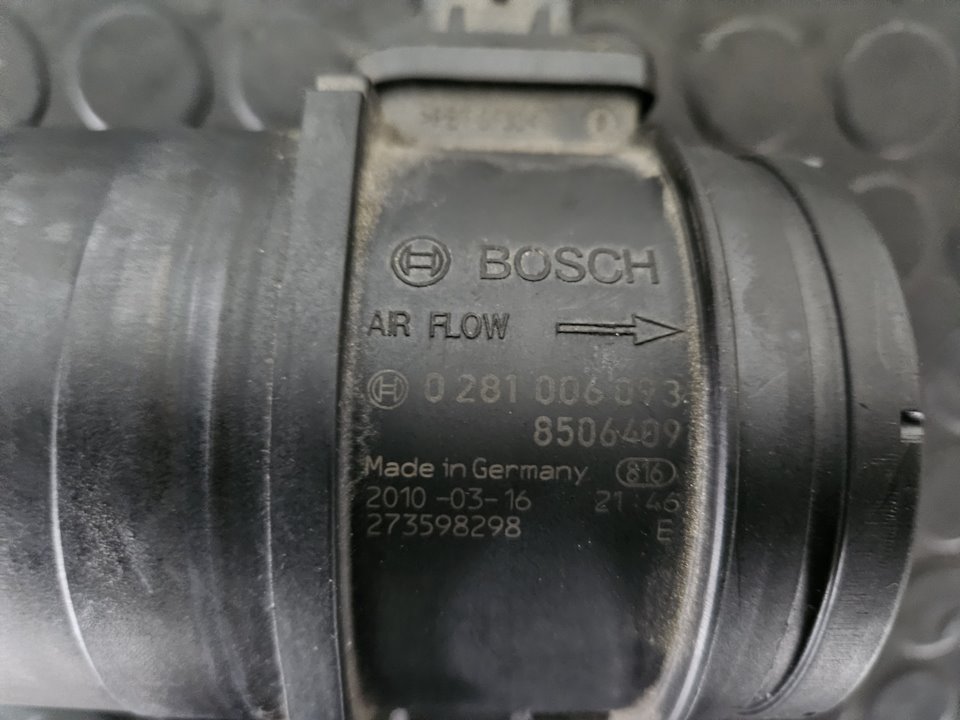 BOSCH
AIR FLOW
0 281 006 093
8506409
Made in Germany 816
2010-03-16 21:46
273598298 E